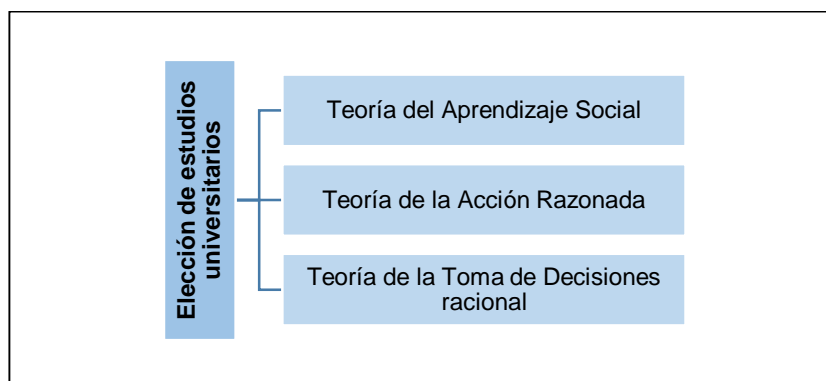 Elección de estudios
universitarios
Teoría del Aprendizaje Social
Teoría de la Acción Razonada
Teoría de la Toma de Decisiones
racional